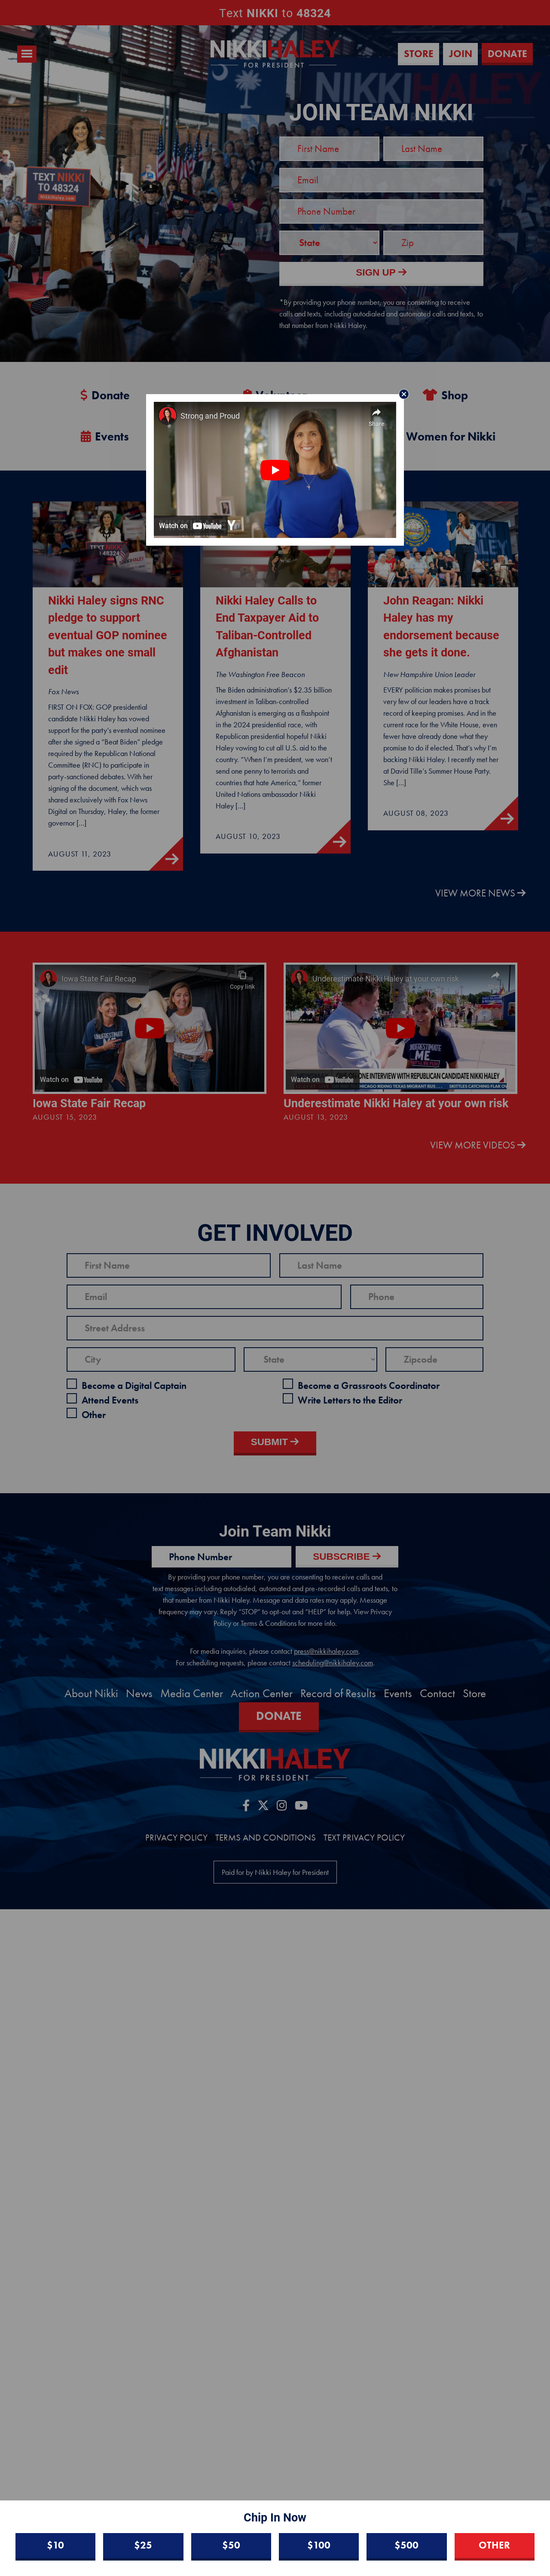 Text NIKKI to 48324
NIKKI HALEY
FOR PRESIDENT
STORE
JOIN
DONATE
TEXT NIKKI
TO 48324
JOIN TEAM NIKKI
First Name
Last Name
Email
Phone Number
State
Zip
SIGN UP
*By providing your phone number, you are consenting to receive
calls and texts, including autodialed and automated calls and texts, to
that number from Nikki Haley.
Donate
Shop
Events
Women for Nikki
Strong and Proud
Share
Watch on YouTube
Nikki Haley signs RNC
pledge to support
eventual GOP nominee
but makes one small
edit
Fox News
FIRST ON FOX: GOP presidential
candidate Nikki Haley has vowed
support for the party's eventual nominee
after she signed a "Beat Biden" pledge
required by the Republican National
Committee (RNC) to participate in
party-sanctioned debates. With her
signing of the document, which was
shared exclusively with Fox News
Digital on Thursday, Haley, the former
governor [...]
AUGUST 11, 2023
Nikki Haley Calls to
End Taxpayer Aid to
Taliban-Controlled
Afghanistan
The Washington Free Beacon
The Biden administration's $2.35 billion
investment in Taliban-controlled
Afghanistan is emerging as a flashpoint
in the 2024 presidential race, with
Republican presidential hopeful Nikki
Haley vowing to cut all U.S. aid to the
country. "When I'm president, we won't
send one penny to terrorists and
countries that hate America," former
United Nations ambassador Nikki
Haley [...]
AUGUST 10, 2023
John Reagan: Nikki
Haley has my
endorsement because
she gets it done.
New Hampshire Union Leader
EVERY politician makes promises but
very few of our leaders have a track
record of keeping promises. And in the
current race for the White House, even
fewer have already done what they
promise to do if elected. That's why I'm
backing Nikki Haley. I recently met her
at David Tille's Summer House Party.
She [...]
AUGUST 08, 2023
VIEW MORE NEWS
Iowa State Fair Recap
Copy link
Watch on YouTube
Iowa State Fair Recap
AUGUST 15, 2023
Underestimate Nikki Haley at your own risk
Watch on YouTube
Underestimate Nikki Haley at your own risk
AUGUST 13, 2023
VIEW MORE VIDEOS
GET INVOLVED
First Name
Last Name
Email
Phone
Street Address
City
State
Zipcode
Become a Digital Captain
Become a Grassroots Coordinator
Attend Events
Write Letters to the Editor
Other
SUBMIT
Join Team Nikki
Phone Number
SUBSCRIBE
By providing your phone number, you are consenting to receive calls and
text messages including autodialed, automated and pre-recorded calls and texts, to
that number from Nikki Haley. Message and data rates may apply. Message
frequency may vary. Reply "STOP" to opt-out and "HELP" for help. View Privacy
Policy or Terms & Conditions for more info.
For media inquiries, please contact press@nikkihaley.com.
For scheduling requests, please contact scheduling@nikkihaley.com.
About Nikki News Media Center Action Center Record of Results Events Contact Store
DONATE
NIKKI HALEY
FOR PRESIDENT
PRIVACY POLICY TERMS AND CONDITIONS TEXT PRIVACY POLICY
Paid for by Nikki Haley for President
Chip In Now
$10
$25
$50
$100
$500
OTHER